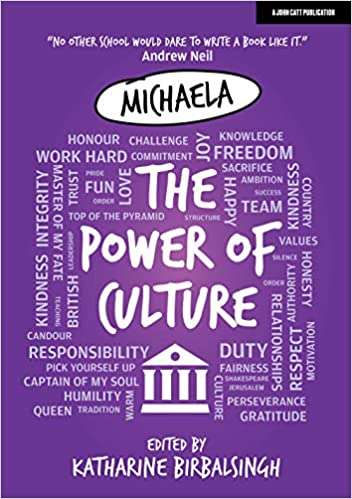 A JOHN CATT PUBLICATION
"NO OTHER SCHOOL WOULD DARE TO WRITE A BOOK LIKE IT."
Andrew Neil
MICHAELA
HONOUR
CHALLENGE
JOY
KNOWLEDGE
WORK HARD
COMMITMENT
FREEDOM
TRUST
PRIDE
FUN
ORDER
LOVE
THE
HAPPY
SACRIFICE
AMBITION
SUCCESS
TEAM
KINDNESS
COUNTRY
INTEGRITY
MASTER OF MY FATE
TOP OF THE PYRAMID
STRUCTURE
VALUES
KINDNESS
TEACHING
BRITISH
LEADERSHIP
POWER OF
SILENCE
HONESTY
CULTURE
ORDER
AUTHORITY
CANDOUR
RELATIONSHIPS
RESPECT
MOTIVATION
RESPONSIBILITY
DUTY
PICK YOURSELF UP
FAIRNESS
CAPTAIN OF MY SOUL
SHAKESPEARE
HUMILITY
WARM
CULTURE
JERUSALEM
QUEEN
TRADITION
PERSEVERANCE
GRATITUDE
EDITED BY
KATHARINE BIRBALSINGH